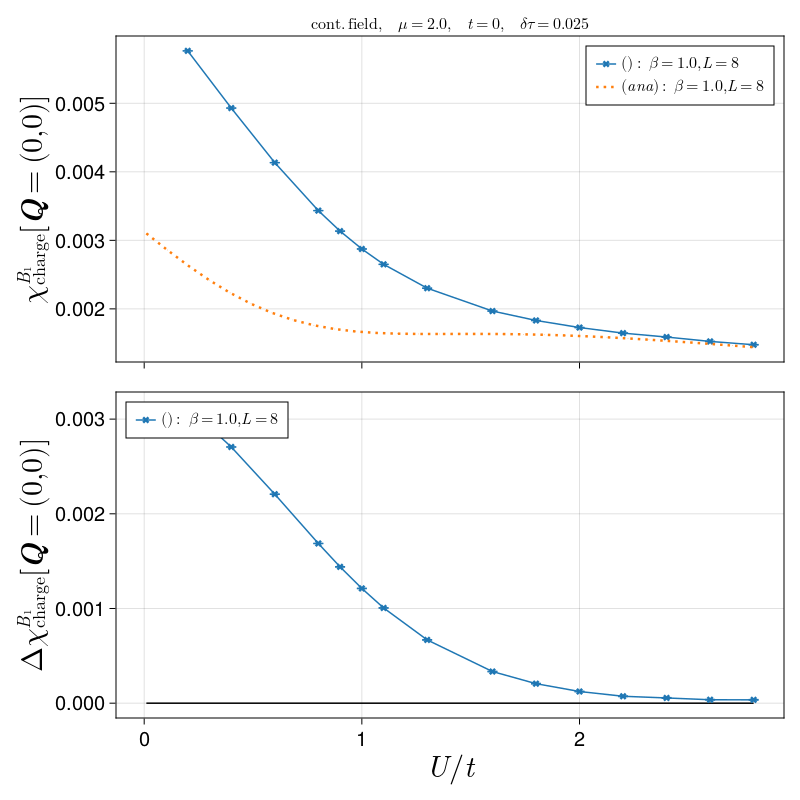 cont. field, μ = 2.0, t = 0, δτ = 0.025
() : β = 1.0, L = 8
(ana) : β = 1.0, L = 8
χ^{B_1}_{charge}[Q = (0,0)]
0.005
0.004
0.003
0.002
() : β = 1.0, L = 8
Δχ^{B_1}_{charge}[Q = (0,0)]
0.003
0.002
0.001
0.000
0 1 2
U/t